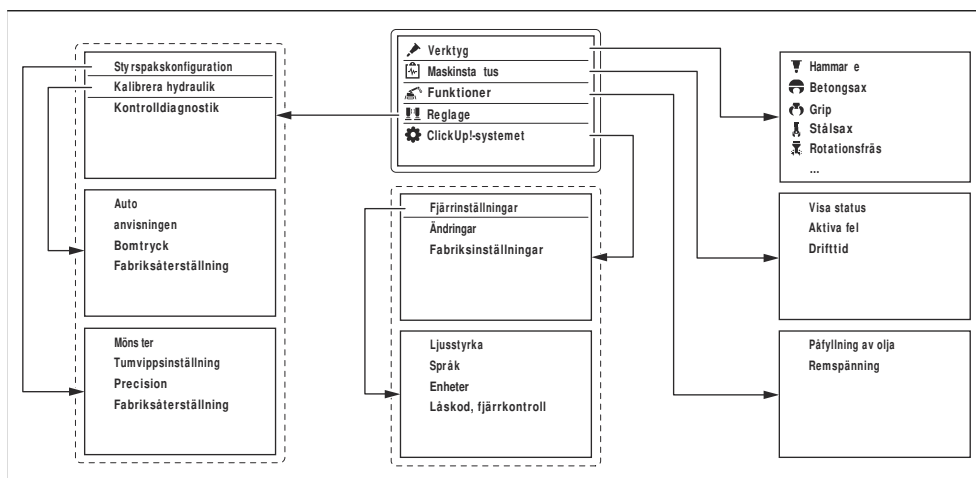 Verktyg
Maskinsta tus
Funktioner
Reglage
ClickUp!-systemet
Styrspakskonfiguration
Kalibrera hydraulik
Kontrolldiagnostik
Auto
anvisningen
Bomtryck
Fabriksåterställning
Möns ter
Tumvippsinställning
Precision
Fabriksåterställning
Fjärrinställningar
Ändringar
Fabriksinställningar
Ljusstyrka
Språk
Enheter
Låskod, fjärrkontroll
Hammar e
Betongsax
Grip
Stålsax
Rotationsfräs
...
Visa status
Aktiva fel
Drifttid
Påfyllning av olja
Remspänning